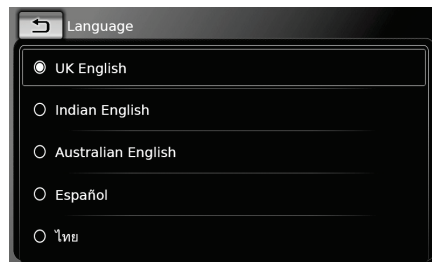 Language
UK English
Indian English
Australian English
Español
ไทย